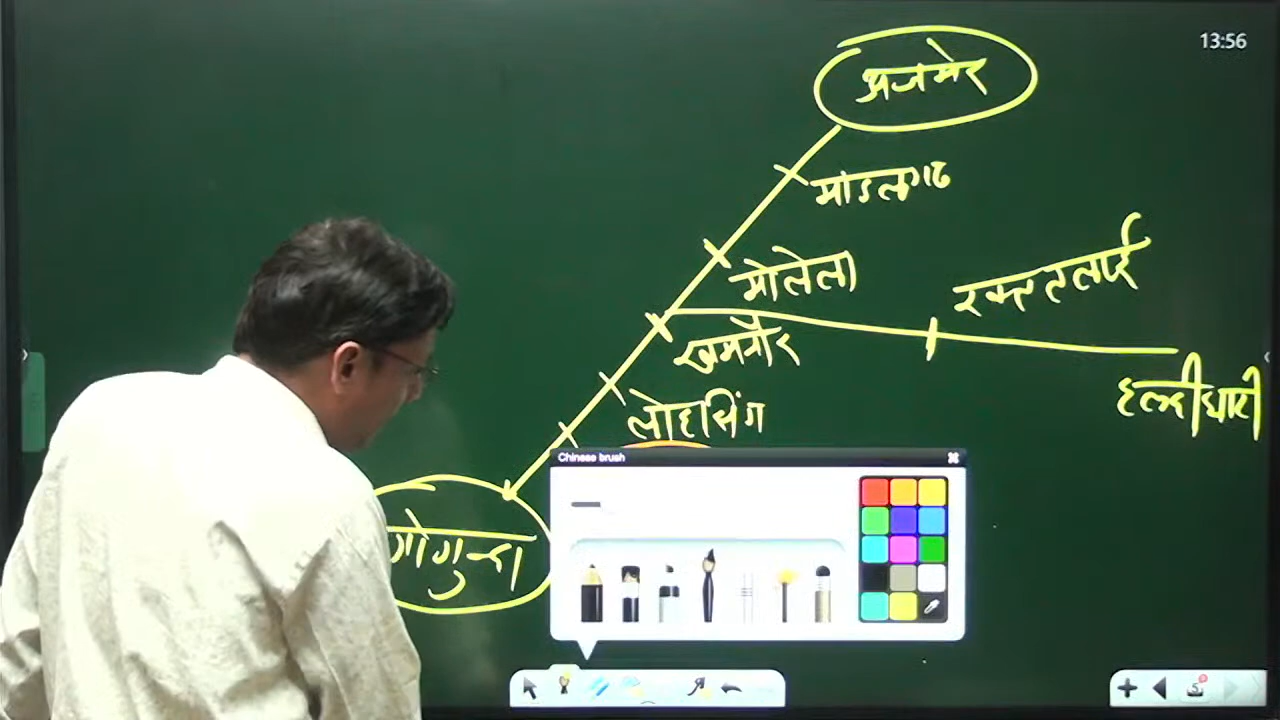 13:56
अजमेर
मांडलगढ
मोलेला
रक्ततलाई
खमनौर
हल्दीघाटी
लोहसिंग
Chinese brush
गोगुन्दा